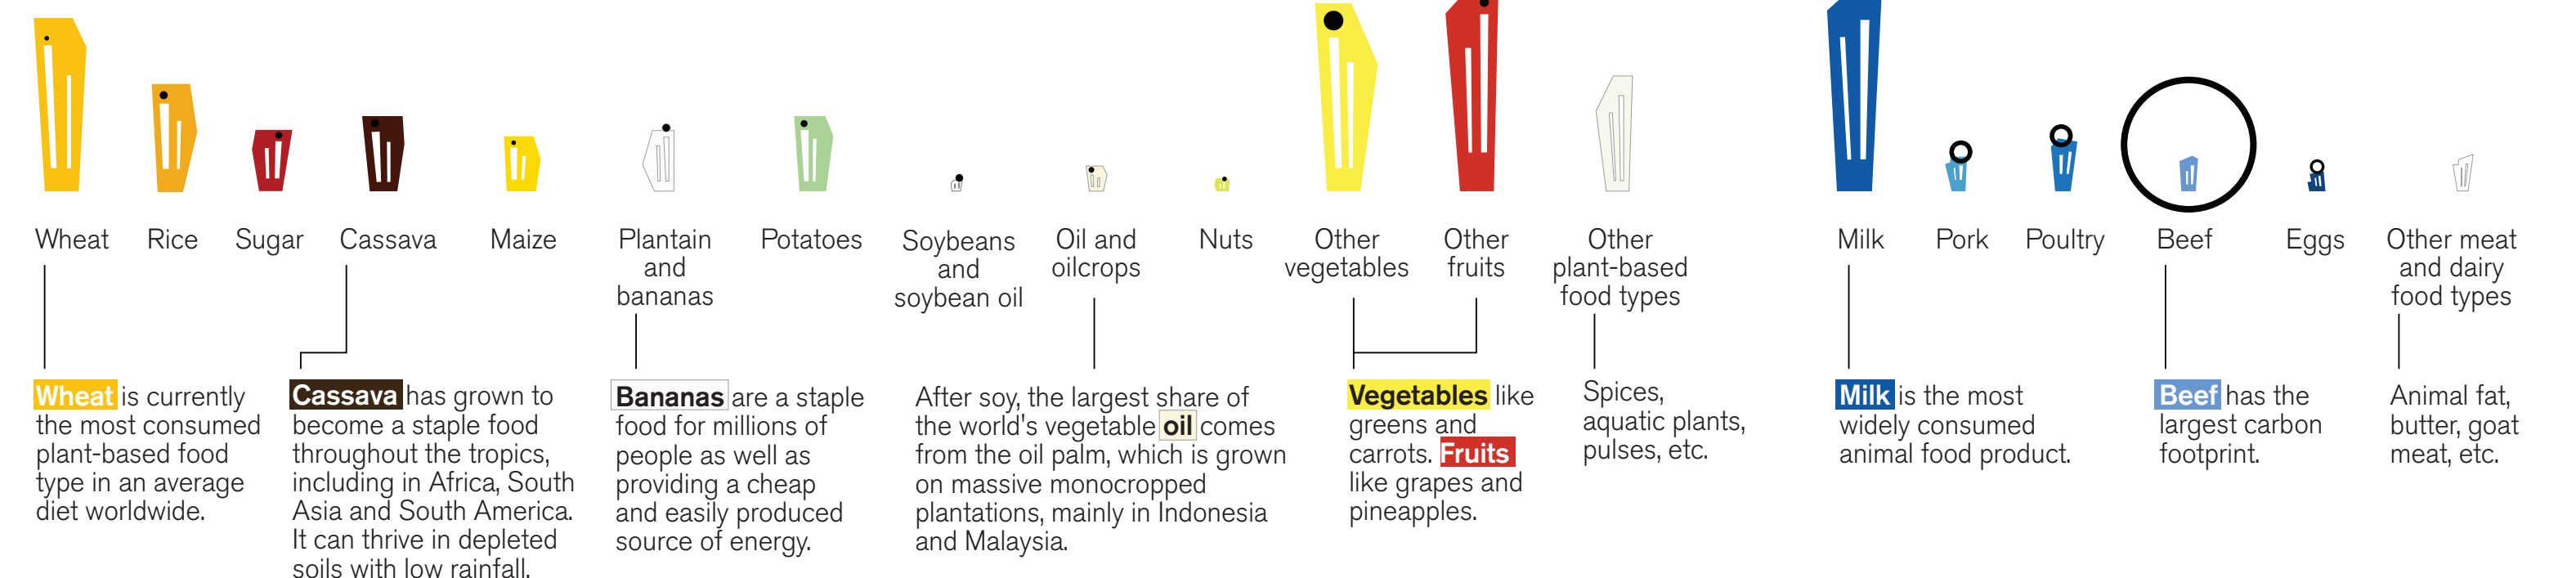 Wheat
Rice
Sugar
Cassava
Maize
Plantain
and
bananas
Potatoes
Soybeans
and
soybean oil
Oil and
oilcrops
Nuts
Other
vegetables
Other
fruits
Other
plant-based
food types
Milk
Pork
Poultry
Beef
Eggs
Other meat
and dairy
food types
Wheat is currently
the most consumed
plant-based food
type in an average
diet worldwide.
Cassava has grown to
become a staple food
throughout the tropics,
including in Africa, South
Asia and South America.
It can thrive in depleted
soils with low rainfall.
Bananas are a staple
food for millions of
people as well as
providing a cheap
and easily produced
source of energy.
After soy, the largest share of
the world's vegetable oil comes
from the oil palm, which is grown
on massive monocropped
plantations, mainly in Indonesia
and Malaysia.
Vegetables like
greens and
carrots. Fruits
like grapes and
pineapples.
Spices,
aquatic plants,
pulses, etc.
Milk is the most
widely consumed
animal food product.
Beef has the
largest carbon
footprint.
Animal fat,
butter, goat
meat, etc.